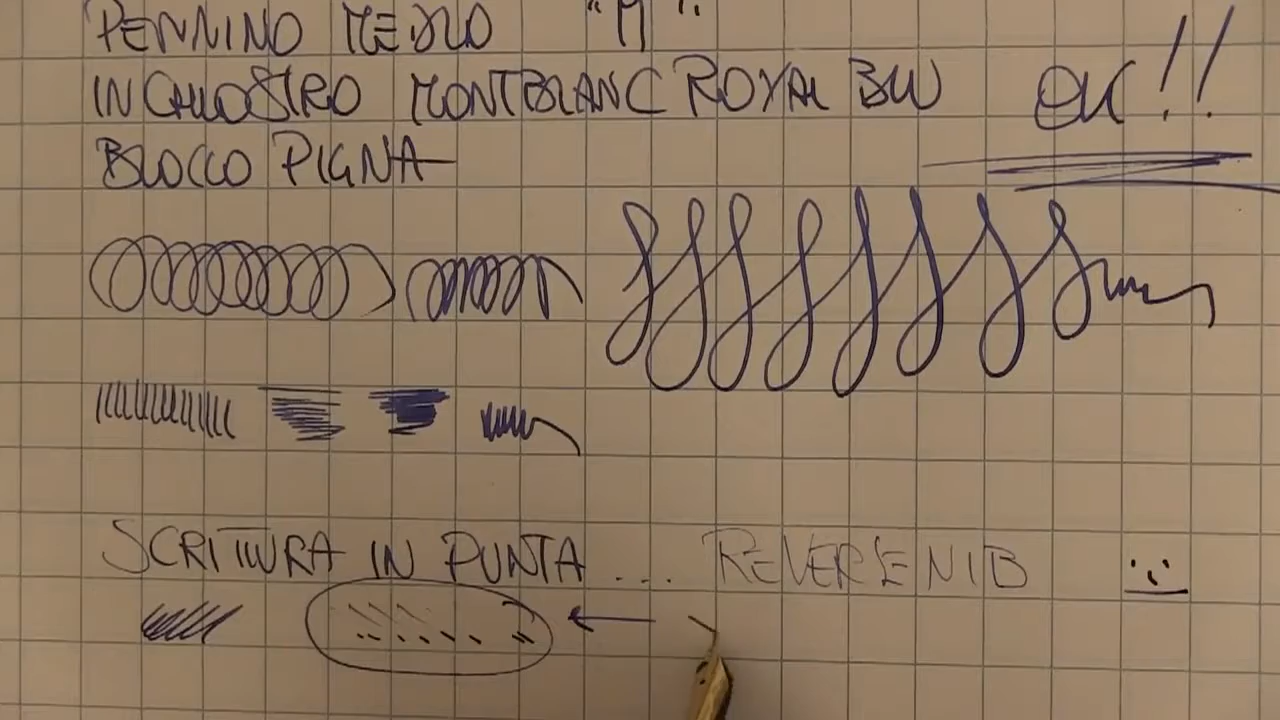 PENNINO MEDIO "M"
INCHIOSTRO MONTBLANC ROYAL BLU OK!!
BLOCCO PIGNA
SCRITTURA IN PUNTA .... REVERSE NIB